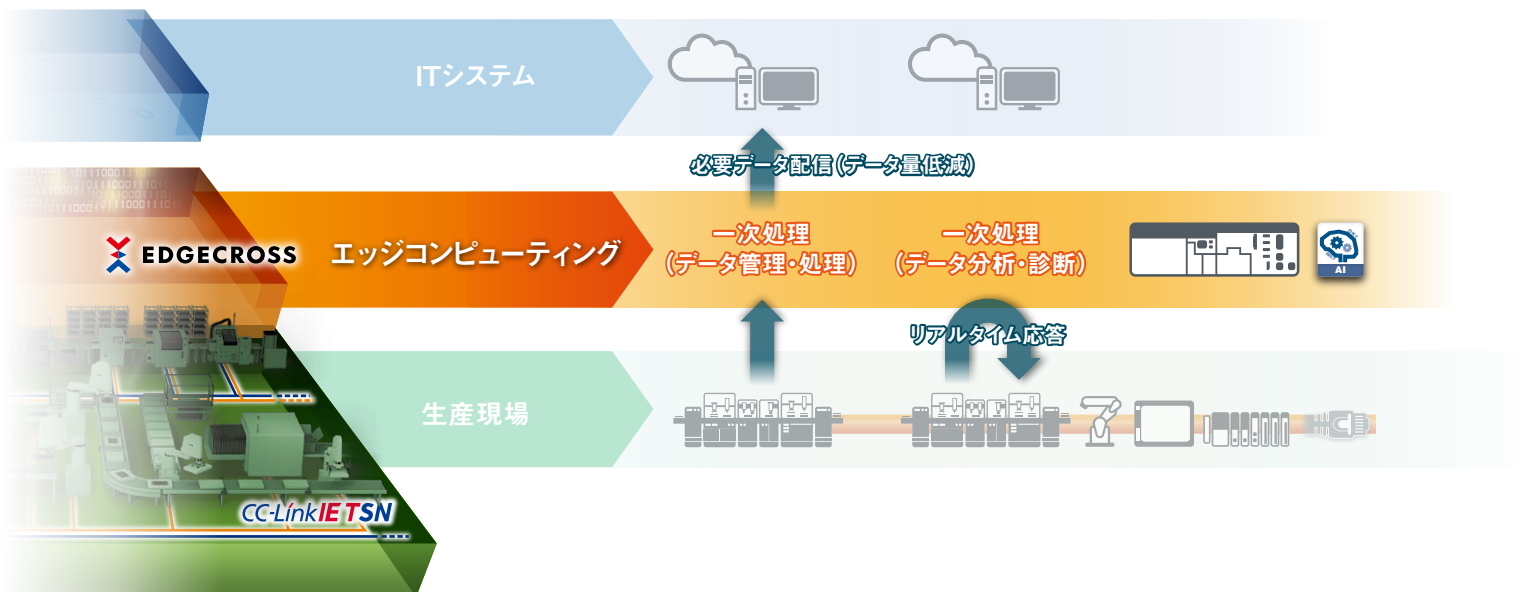 ITシステム
必要データ配信(データ量低減)
EDGECROSS
エッジコンピューティング
一次処理
(データ管理・処理)
一次処理
(データ分析・診断)
AI
リアルタイム応答
生産現場
CC-Link IE TSN